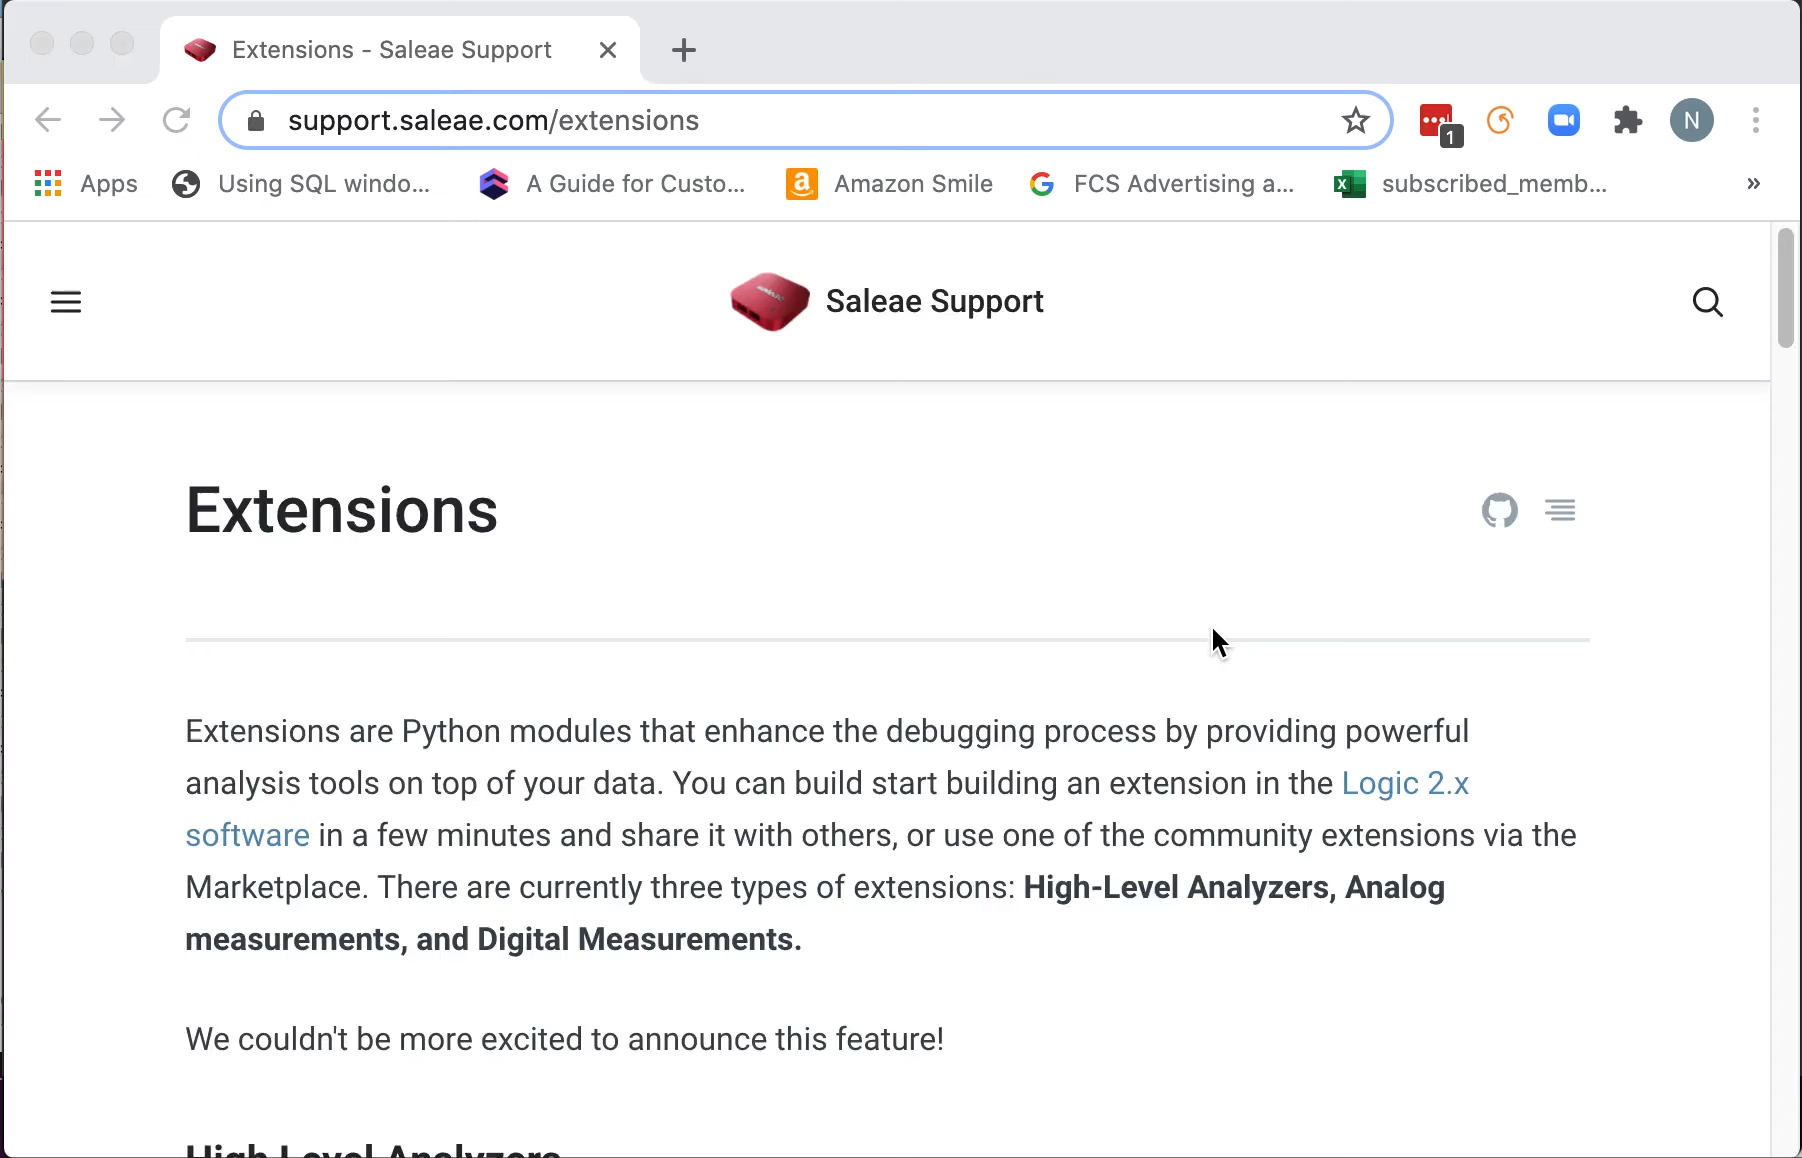 Extensions - Saleae Support
support.saleae.com/extensions
1
N
Apps
Using SQL windo...
A Guide for Custo...
Amazon Smile
FCS Advertising a...
subscribed_memb...
»
Saleae Support
Extensions
Extensions are Python modules that enhance the debugging process by providing powerful
analysis tools on top of your data. You can build start building an extension in the Logic 2.x
software in a few minutes and share it with others, or use one of the community extensions via the
Marketplace. There are currently three types of extensions: High-Level Analyzers, Analog
measurements, and Digital Measurements.
We couldn't be more excited to announce this feature!
High-Level Analyzers